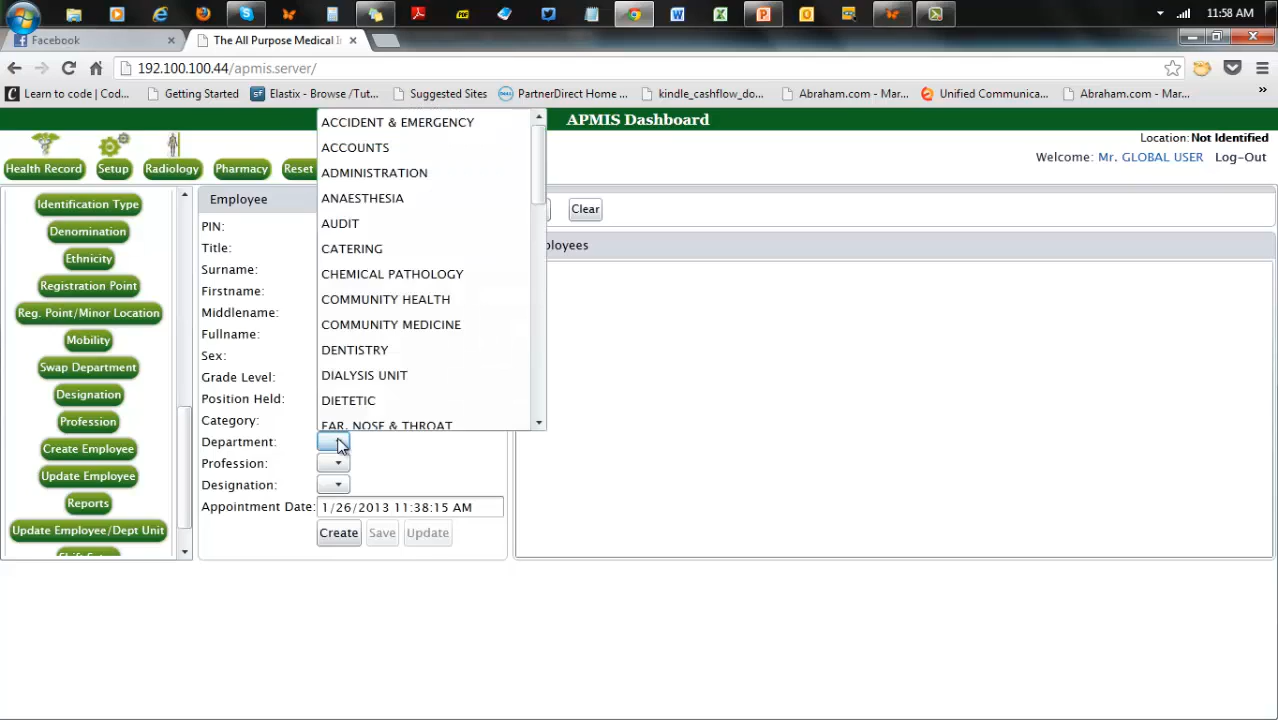 11:58 AM
Facebook
The All Purpose Medical I
192.100.100.44/apmis.server/
Learn to code | Cod...
Getting Started
Elastix - Browse /Tut...
Suggested Sites
PartnerDirect Home ...
kindle_cashflow_do...
Abraham.com - Mar...
Unified Communica...
Abraham.com - Mar...
APMIS Dashboard
Location: Not Identified
Welcome: Mr. GLOBAL USER Log-Out
Health Record
Setup
Radiology
Pharmacy
Reset
Identification Type
Denomination
Ethnicity
Registration Point
Reg. Point/Minor Location
Mobility
Swap Department
Designation
Profession
Create Employee
Update Employee
Reports
Update Employee/Dept Unit
Employee
PIN:
Title:
Surname:
Firstname:
Middlename:
Fullname:
Sex:
Grade Level:
Position Held:
Category:
Department:
Profession:
Designation:
Appointment Date: 1/26/2013 11:38:15 AM
Create Save Update
ACCIDENT & EMERGENCY
ACCOUNTS
ADMINISTRATION
ANAESTHESIA
AUDIT
CATERING
CHEMICAL PATHOLOGY
COMMUNITY HEALTH
COMMUNITY MEDICINE
DENTISTRY
DIALYSIS UNIT
DIETETIC
EAR, NOSE & THROAT
Clear
ployees